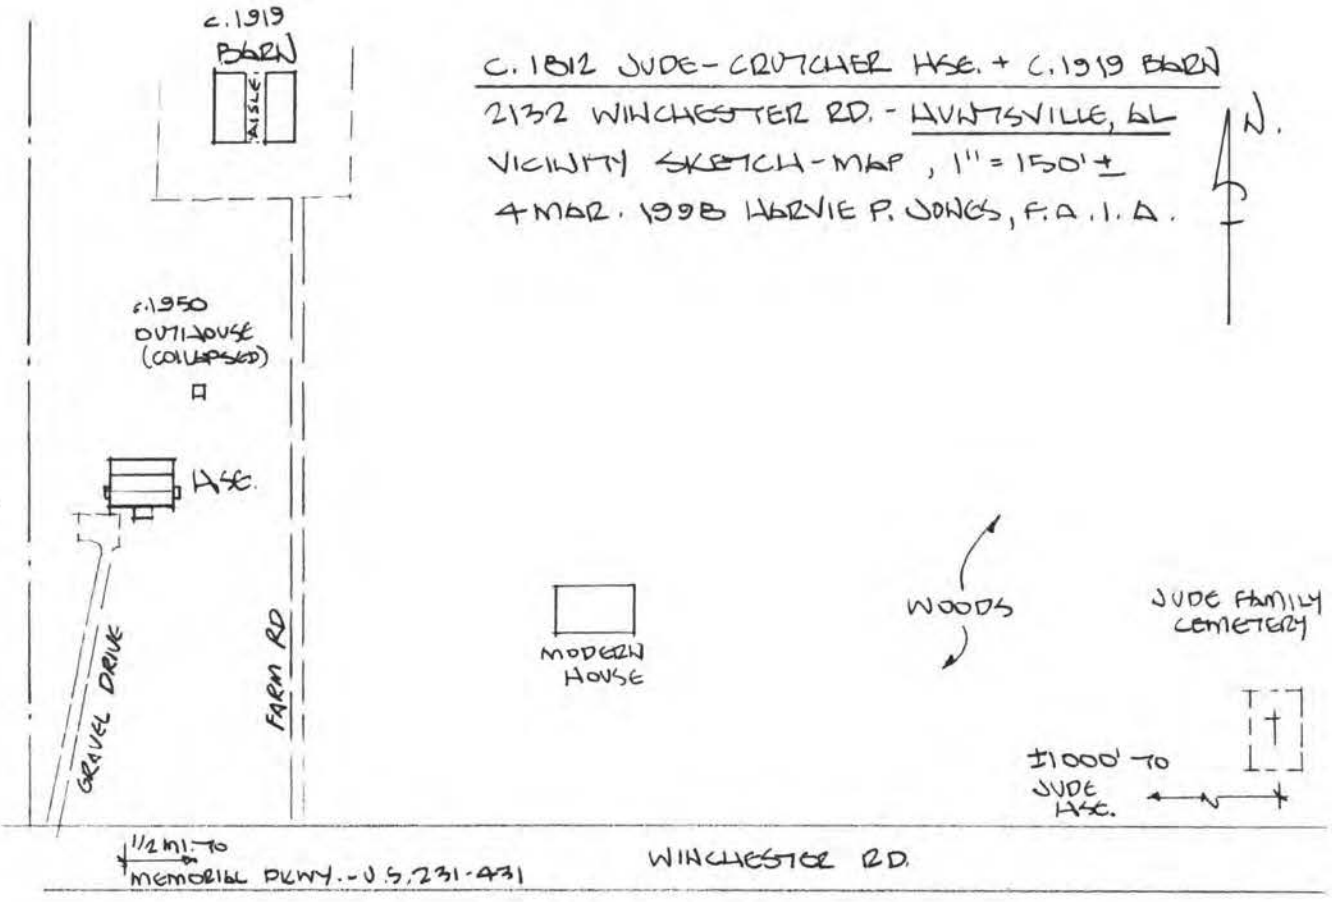 c.1919
BARN
AISLE
C. 1812 JUDE-CRUTCHER HSE. + C.1919 BARN
2132 WINCHESTER RD. - HUNTSVILLE, AL
VICINITY SKETCH-MAP, 1" = 150'±
4 MAR. 1998 HARVIE P. JONES, F.A.I.A.
N.
c.1950
OUTHOUSE
(COLLAPSED)
HSE.
GRAVEL DRIVE
FARM RD
MODERN
HOUSE
WOODS
JUDE FAMILY
CEMETERY
±1000' TO
JUDE
HSE.
1/2 MI. TO
MEMORIAL PKWY. - U.S. 231-431
WINCHESTER RD.